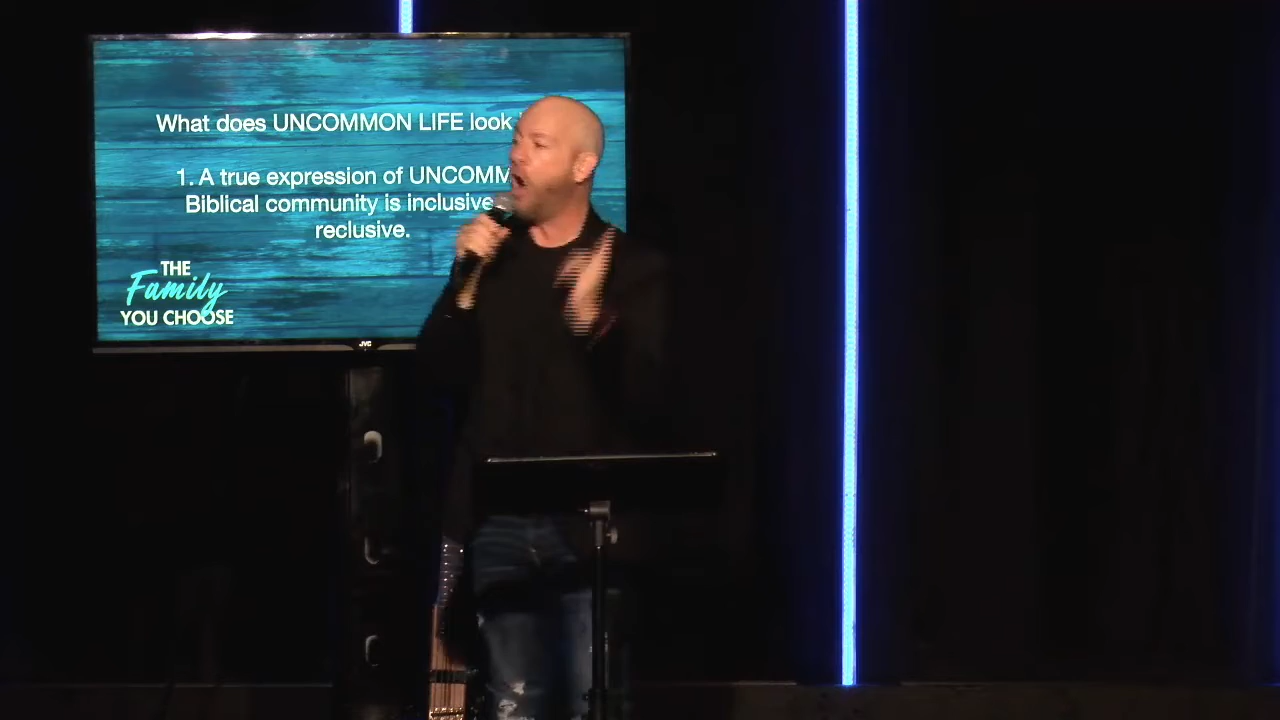 What does UNCOMMON LIFE look
1. A true expression of
Biblical community is inclusive
reclusive.
THE
Family
YOU CHOOSE
JVC